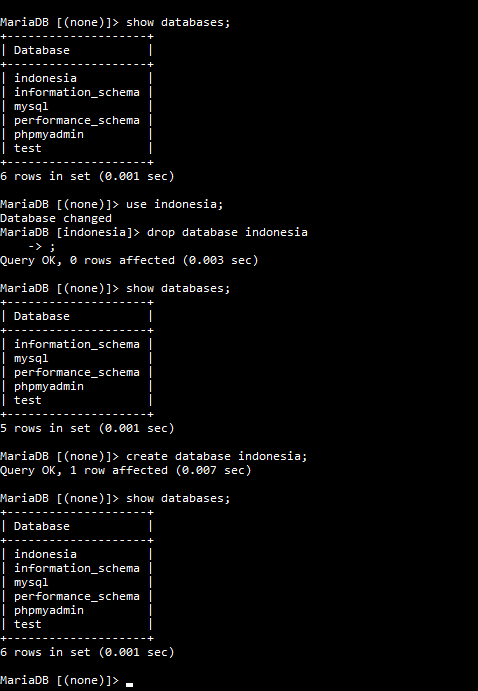 MariaDB [(none)]> show databases;
+--------------------+
| Database           |
+--------------------+
| indonesia          |
| information_schema |
| mysql              |
| performance_schema |
| phpmyadmin         |
| test               |
+--------------------+
6 rows in set (0.001 sec)
MariaDB [(none)]> use indonesia;
Database changed
MariaDB [indonesia]> drop database indonesia
    -> ;
Query OK, 0 rows affected (0.003 sec)
MariaDB [(none)]> show databases;
+--------------------+
| Database           |
+--------------------+
| information_schema |
| mysql              |
| performance_schema |
| phpmyadmin         |
| test               |
+--------------------+
5 rows in set (0.001 sec)
MariaDB [(none)]> create database indonesia;
Query OK, 1 row affected (0.007 sec)
MariaDB [(none)]> show databases;
+--------------------+
| Database           |
+--------------------+
| indonesia          |
| information_schema |
| mysql              |
| performance_schema |
| phpmyadmin         |
| test               |
+--------------------+
6 rows in set (0.001 sec)
MariaDB [(none)]>